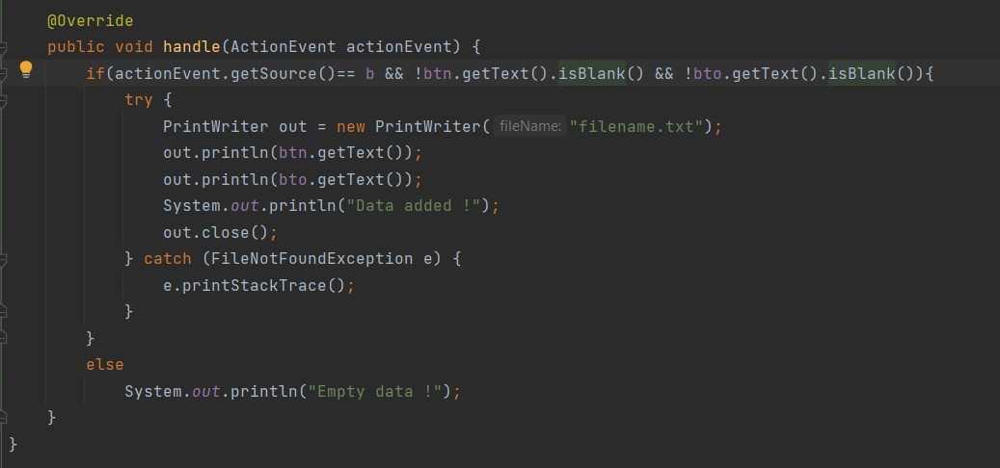 @Override
public void handle(ActionEvent actionEvent) {
if(actionEvent.getSource()== b && !btn.getText().isBlank() && !bto.getText().isBlank()){
try {
PrintWriter out = new PrintWriter( fileName: "filename.txt");
out.println(btn.getText());
out.println(bto.getText());
System.out.println("Data added !");
out.close();
} catch (FileNotFoundException e) {
e.printStackTrace();
}
}
else
System.out.println("Empty data !");
}
}